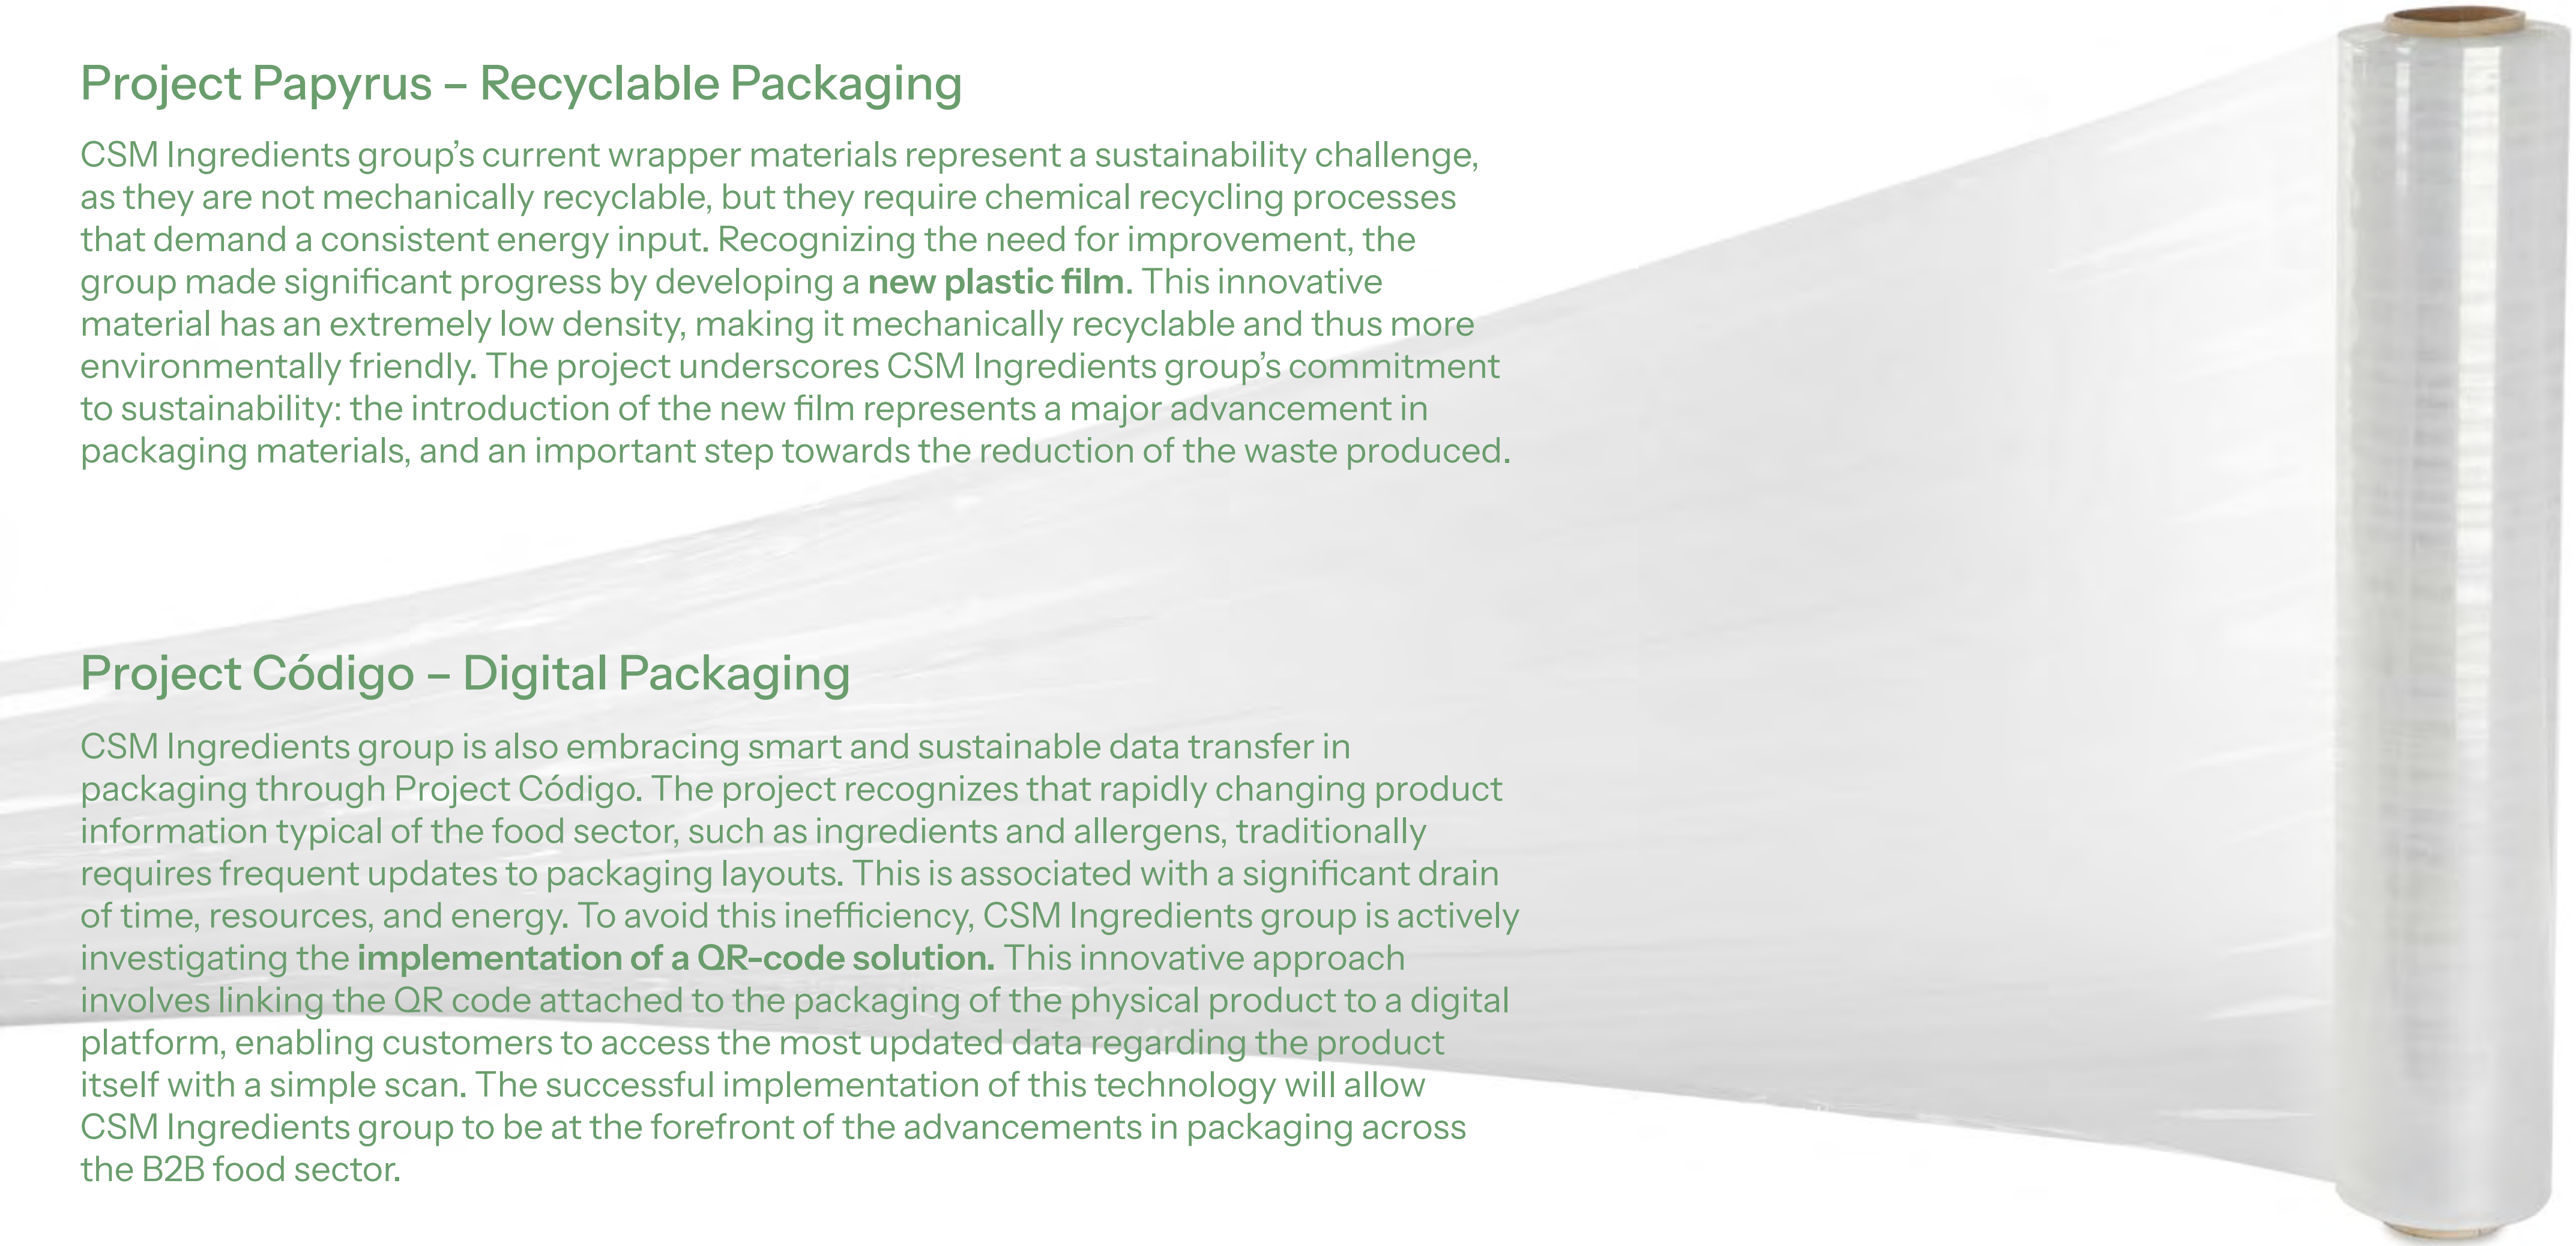 Project Papyrus – Recyclable Packaging
CSM Ingredients group’s current wrapper materials represent a sustainability challenge,
as they are not mechanically recyclable, but they require chemical recycling processes
that demand a consistent energy input. Recognizing the need for improvement, the
group made significant progress by developing a new plastic film. This innovative
material has an extremely low density, making it mechanically recyclable and thus more
environmentally friendly. The project underscores CSM Ingredients group’s commitment
to sustainability: the introduction of the new film represents a major advancement in
packaging materials, and an important step towards the reduction of the waste produced.
Project Código – Digital Packaging
CSM Ingredients group is also embracing smart and sustainable data transfer in
packaging through Project Código. The project recognizes that rapidly changing product
information typical of the food sector, such as ingredients and allergens, traditionally
requires frequent updates to packaging layouts. This is associated with a significant drain
of time, resources, and energy. To avoid this inefficiency, CSM Ingredients group is actively
investigating the implementation of a QR-code solution. This innovative approach
involves linking the QR code attached to the packaging of the physical product to a digital
platform, enabling customers to access the most updated data regarding the product
itself with a simple scan. The successful implementation of this technology will allow
CSM Ingredients group to be at the forefront of the advancements in packaging across
the B2B food sector.